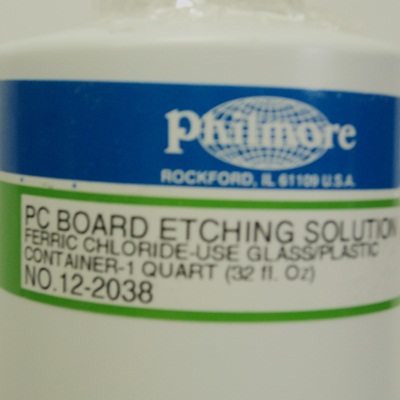 Philmore
ROCKFORD, IL 61109 U.S.A.
PC BOARD ETCHING SOLUTION
FERRIC CHLORIDE-USE GLASS/PLASTIC
CONTAINER-1 QUART (32 fl. Oz)
NO.12-2038